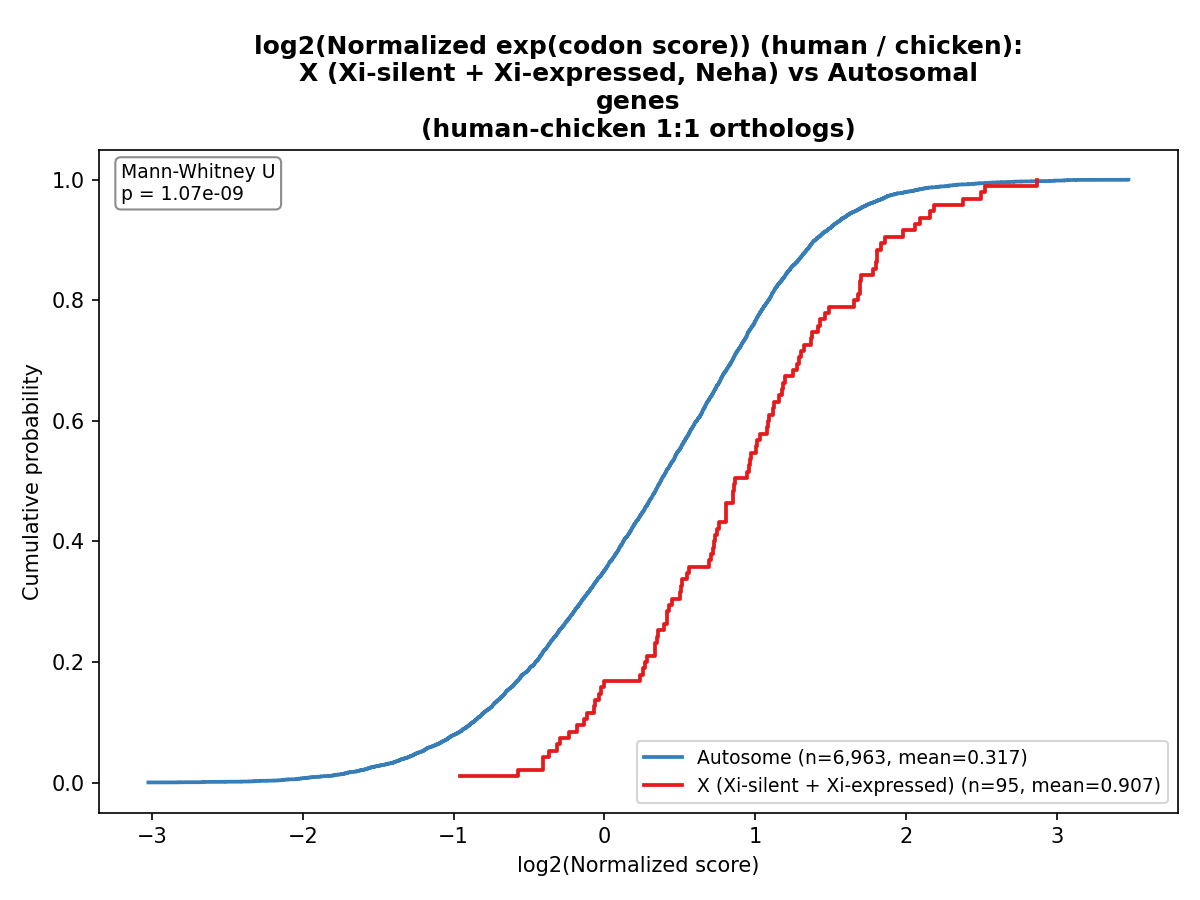 log2(Normalized exp(codon score)) (human / chicken):
X (Xi-silent + Xi-expressed, Neha) vs Autosomal
genes
(human-chicken 1:1 orthologs)
Mann-Whitney U
p = 1.07e-09
1.0
0.8
0.6
0.4
0.2
0.0
Cumulative probability
Autosome (n=6,963, mean=0.317)
X (Xi-silent + Xi-expressed) (n=95, mean=0.907)
−3 −2 −1 0 1 2 3
log2(Normalized score)